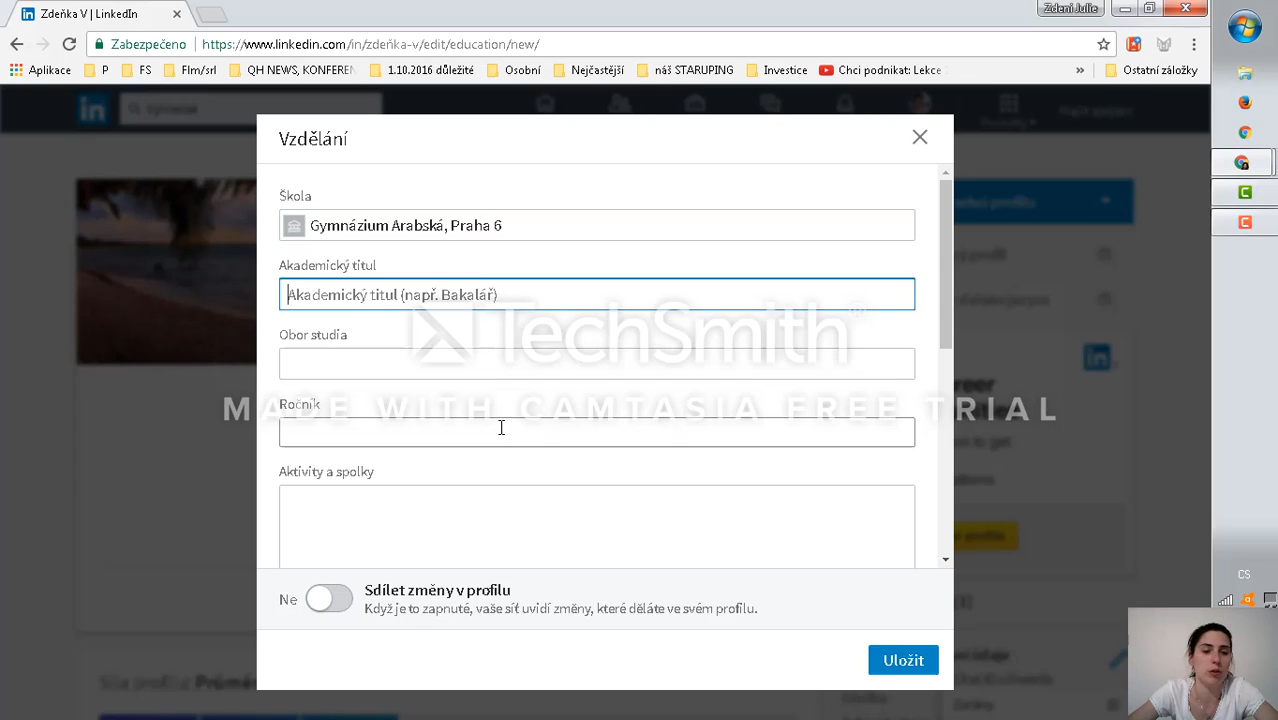 Zdeňka V | LinkedIn
Zdeni Julie
Zabezpečeno
https://www.linkedin.com/in/zdeňka-v/edit/education/new/
Aplikace
P
FS
Flm/srl
QH NEWS, KONFEREN
1.10.2016 důležité
Osobní
Nejčastější
náš STARUPING
Investice
Chci podnikat: Lekce
»
Ostatní záložky
in
Vzdělání
Škola
Gymnázium Arabská, Praha 6
Akademický titul
Akademický titul (např. Bakalář)
Obor studia
Ročník
Aktivity a spolky
TechSmith
MADE WITH CAMTASIA FREE TRIAL
Ne
Sdílet změny v profilu
Když je to zapnuté, vaše síť uvidí změny, které děláte ve svém profilu.
Uložit
in
CS